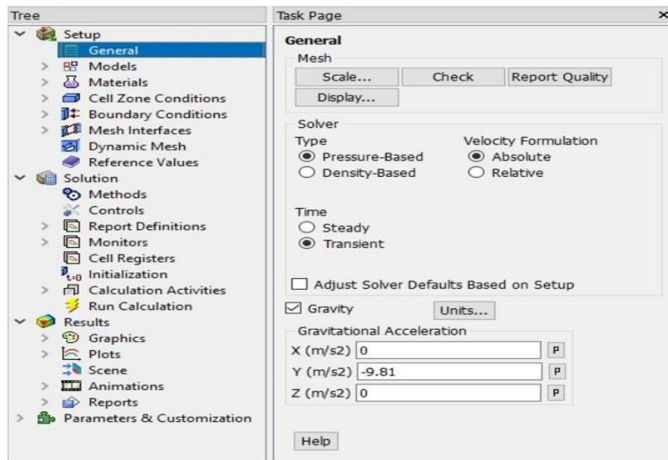 Tree
Setup
General
Models
Materials
Cell Zone Conditions
Boundary Conditions
Mesh Interfaces
Dynamic Mesh
Reference Values
Solution
Methods
Controls
Report Definitions
Monitors
Cell Registers
t=0 Initialization
Calculation Activities
Run Calculation
Results
Graphics
Plots
Scene
Animations
Reports
Parameters & Customization
Task Page
General
Mesh
Scale... Check Report Quality
Display...
Solver
Type Velocity Formulation
Pressure-Based Absolute
Density-Based Relative
Time
Steady
Transient
Adjust Solver Defaults Based on Setup
Gravity Units...
Gravitational Acceleration
X (m/s2) 0 P
Y (m/s2) -9.81 P
Z (m/s2) 0 P
Help